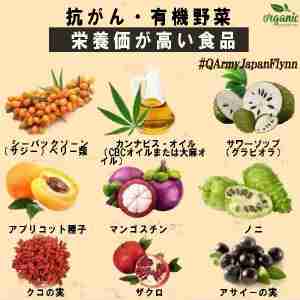 抗がん・有機野菜
organic
栄養価が高い食品
#QArmyJapanFlynn
シーバックソーン
（サジー）ベリー類
カンナビス・オイル
（CBCオイルまたは大麻オ
イル）
サワーソップ
（グラビオラ）
アプリコット種子
マンゴスチン
ノニ
クコの実
ザクロ
アサイーの実